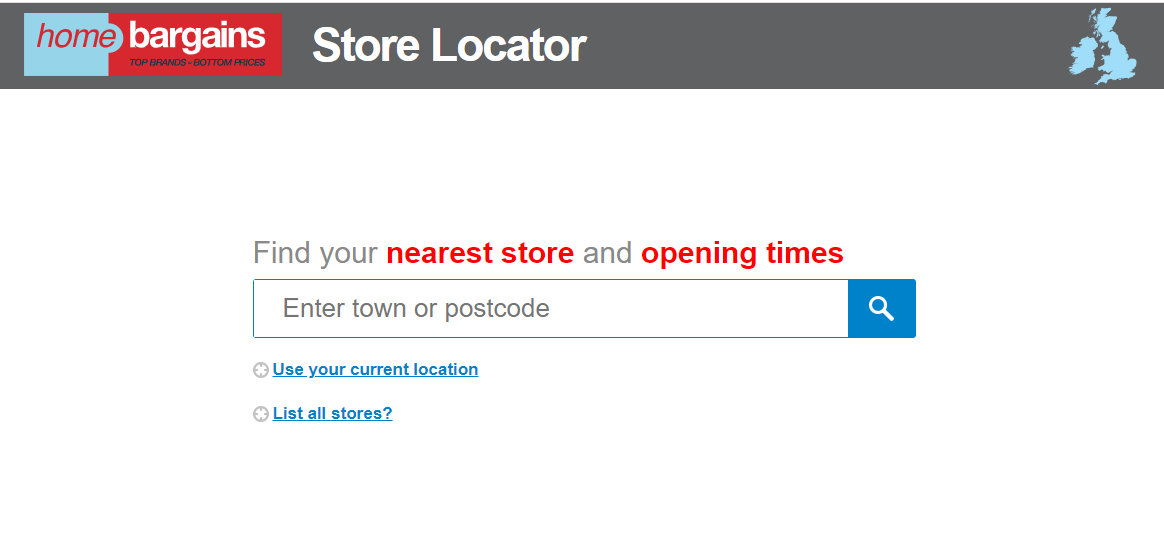 home bargains
TOP BRANDS - BOTTOM PRICES
Store Locator
Find your nearest store and opening times
Enter town or postcode
Use your current location
List all stores?